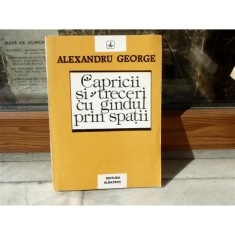 ALEXANDRU GEORGE
Capricii
și treceri
cu gîndul
prin spații
EDITURA
ALBATROS